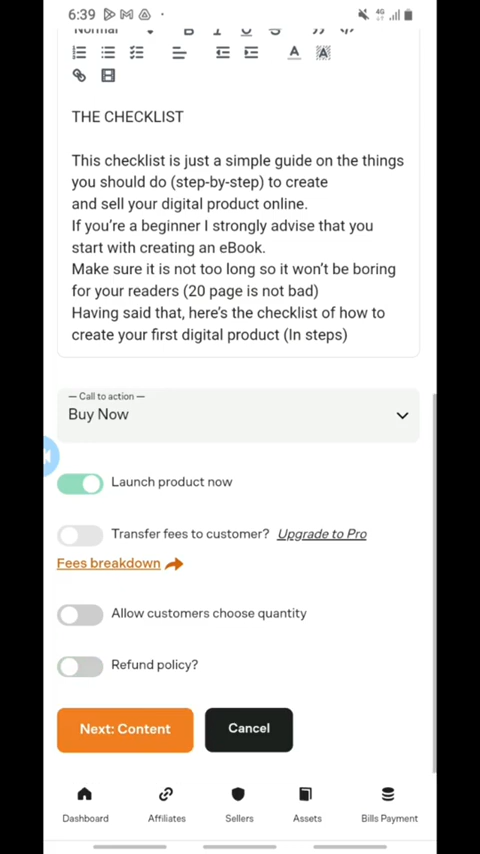 6:39
4G
Normal
THE CHECKLIST
This checklist is just a simple guide on the things
you should do (step-by-step) to create
and sell your digital product online.
If you’re a beginner I strongly advise that you
start with creating an eBook.
Make sure it is not too long so it won’t be boring
for your readers (20 page is not bad)
Having said that, here’s the checklist of how to
create your first digital product (In steps)
— Call to action —
Buy Now
Launch product now
Transfer fees to customer? Upgrade to Pro
Fees breakdown
Allow customers choose quantity
Refund policy?
Next: Content Cancel
Dashboard Affiliates Sellers Assets Bills Payment